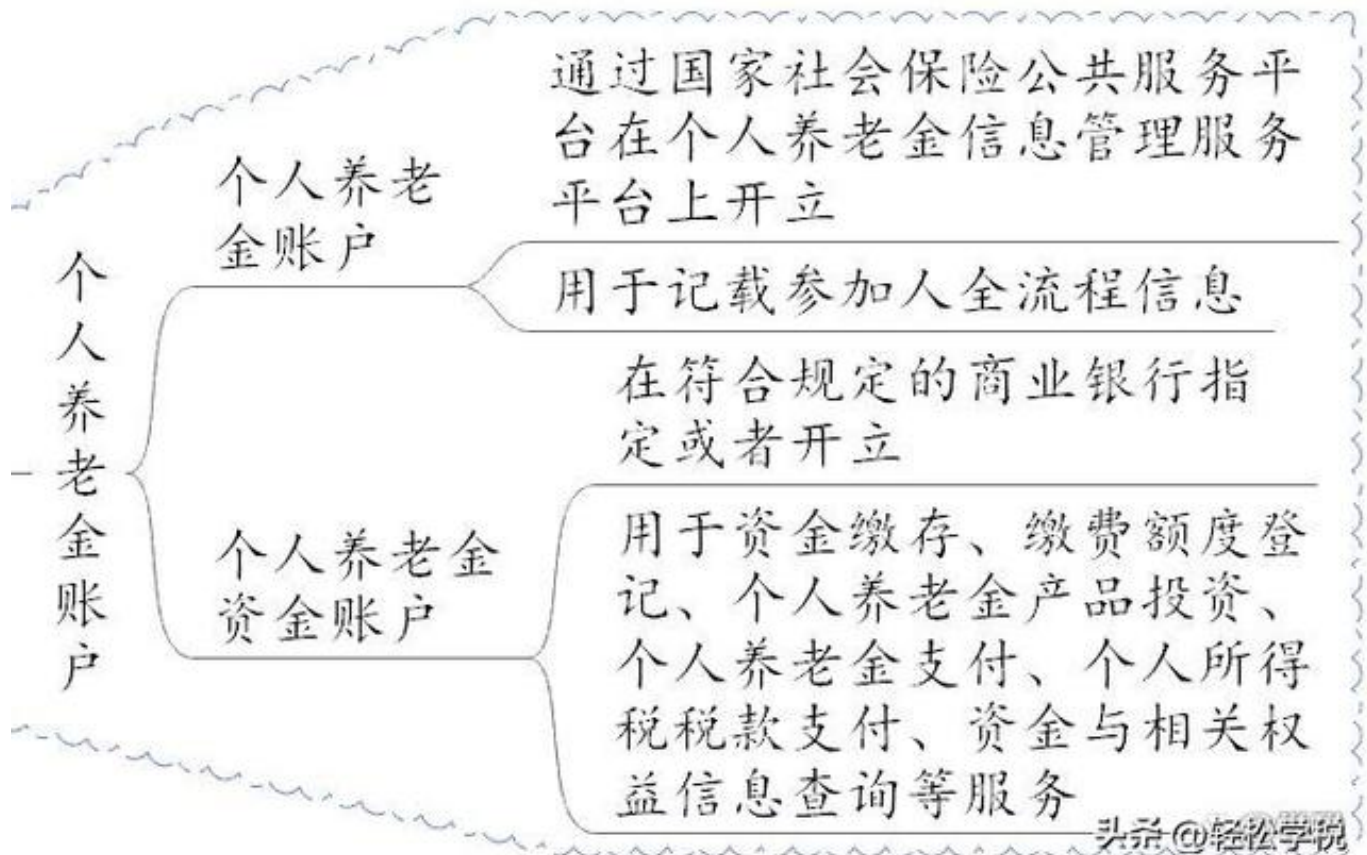 个人养老金账户
个人养老
金账户
通过国家社会保险公共服务平
台在个人养老金信息管理服务
平台上开立
用于记载参加人全流程信息
个人养老金
资金账户
在符合规定的商业银行指
定或者开立
用于资金缴存、缴费额度登
记、个人养老金产品投资、
个人养老金支付、个人所得
税税款支付、资金与相关权
益信息查询等服务
头条 @轻松学税